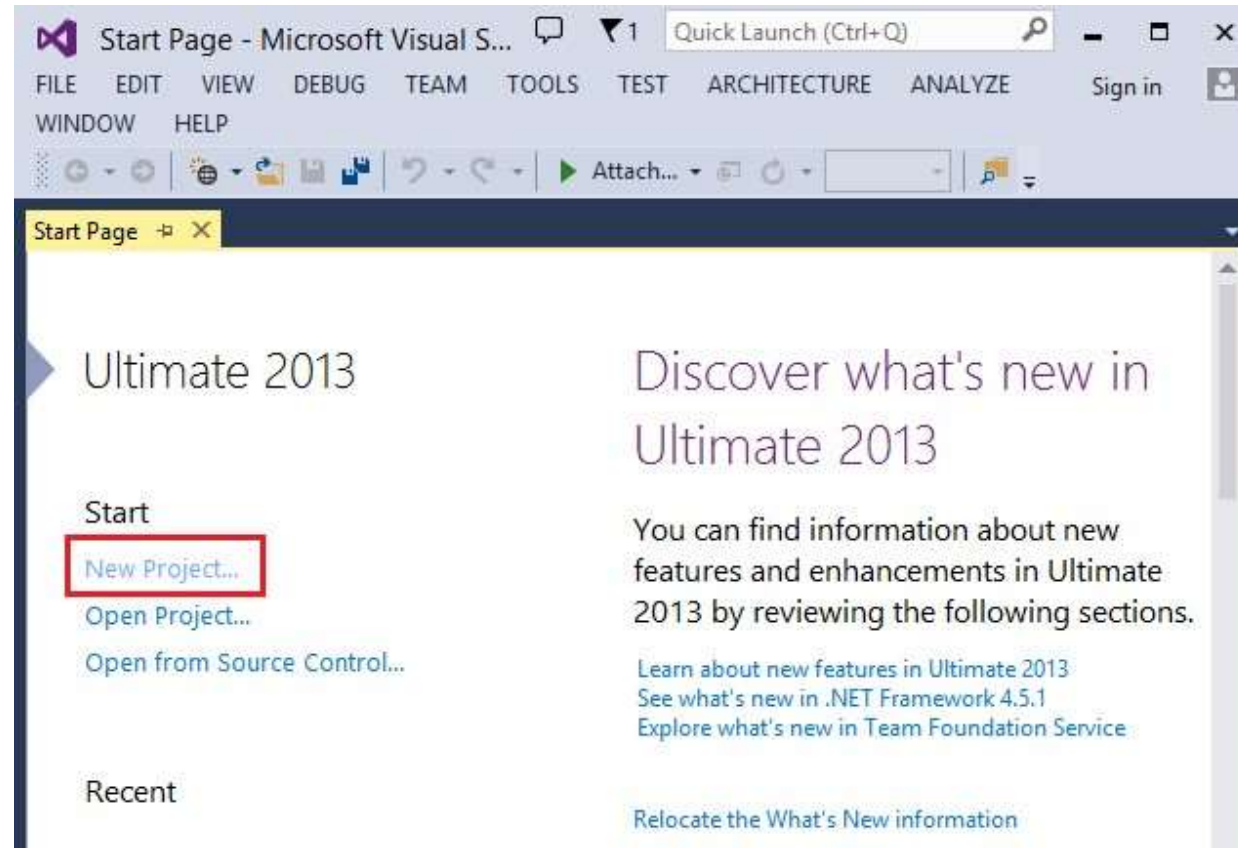 Start Page - Microsoft Visual S...
1
Quick Launch (Ctrl+Q)
FILE EDIT VIEW DEBUG TEAM TOOLS TEST ARCHITECTURE ANALYZE Sign in
WINDOW HELP
Attach...
Start Page
Ultimate 2013
Start
New Project...
Open Project...
Open from Source Control...
Recent
Discover what's new in
Ultimate 2013
You can find information about new
features and enhancements in Ultimate
2013 by reviewing the following sections.
Learn about new features in Ultimate 2013
See what's new in .NET Framework 4.5.1
Explore what's new in Team Foundation Service
Relocate the What's New information